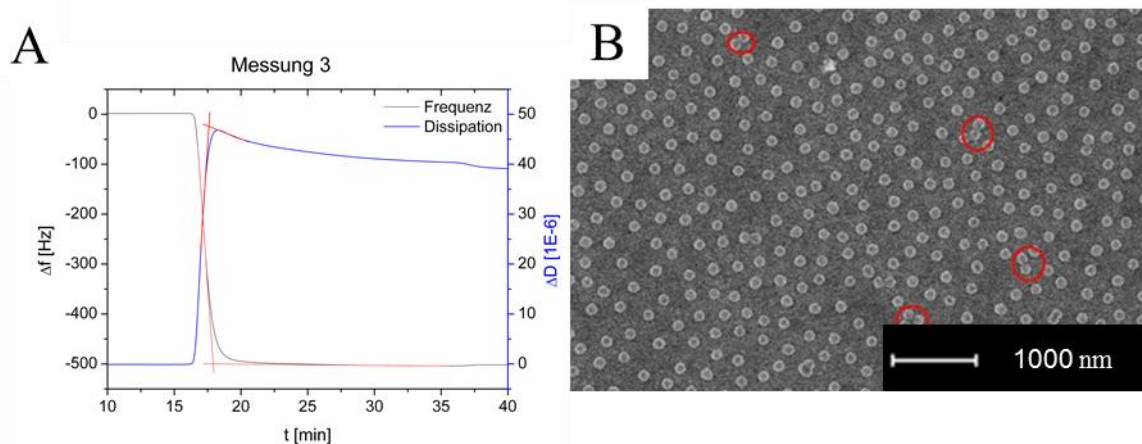 A
B
Messung 3
Frequenz
Dissipation
0
-100
-200
-300
-400
-500
50
40
30
20
10
0
Δf [Hz]
ΔD [1E-6]
10 15 20 25 30 35 40
t [min]
1000 nm